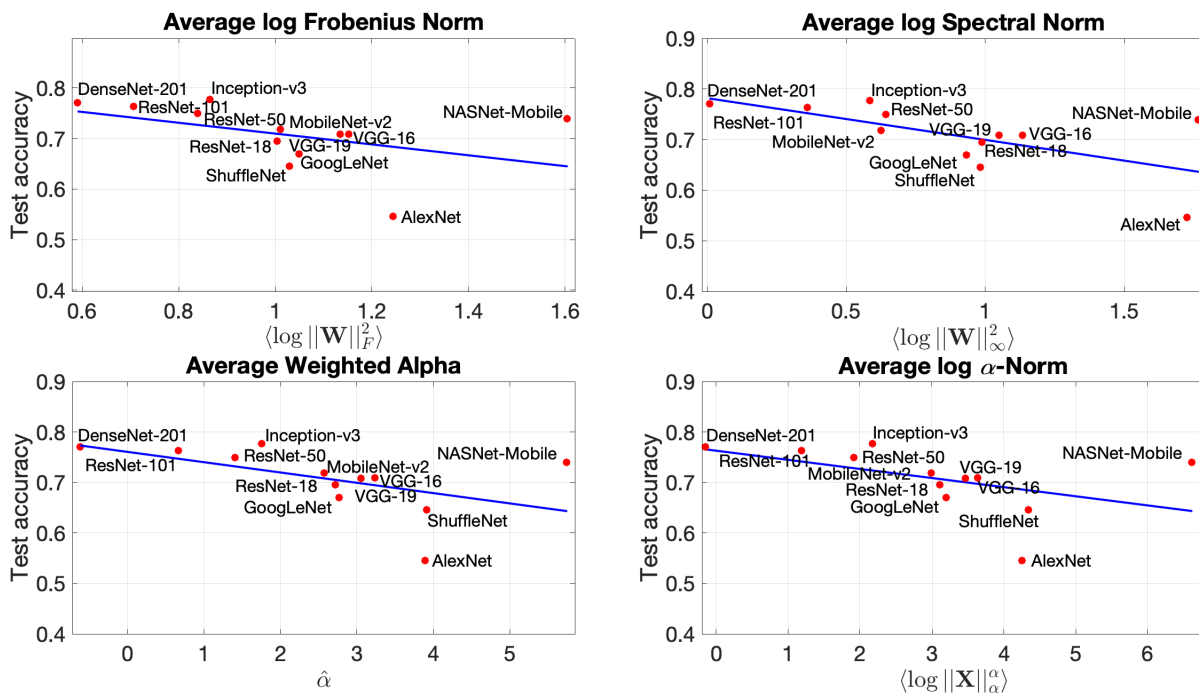 Average log Frobenius Norm
Test accuracy
0.8
0.7
0.6
0.5
0.4
DenseNet-201
Inception-v3
ResNet-101
ResNet-50
MobileNet-v2
NASNet-Mobile
ResNet-18
VGG-19
VGG-16
GoogLeNet
ShuffleNet
AlexNet
0.6 0.8 1 1.2 1.4 1.6
⟨log ||W||²_F⟩
Average log Spectral Norm
Test accuracy
0.9
0.8
0.7
0.6
0.5
0.4
DenseNet-201
Inception-v3
ResNet-101
ResNet-50
NASNet-Mobile
MobileNet-v2
VGG-19
VGG-16
GoogLeNet
ResNet-18
ShuffleNet
AlexNet
0 0.5 1 1.5
⟨log ||W||²_∞⟩
Average Weighted Alpha
Test accuracy
0.9
0.8
0.7
0.6
0.5
0.4
DenseNet-201
Inception-v3
ResNet-101
ResNet-50
MobileNet-v2
NASNet-Mobile
ResNet-18
VGG-16
VGG-19
GoogLeNet
ShuffleNet
AlexNet
0 1 2 3 4 5
α̂
Average log α-Norm
Test accuracy
0.9
0.8
0.7
0.6
0.5
0.4
DenseNet-201
Inception-v3
ResNet-101
ResNet-50
NASNet-Mobile
MobileNet-v2
VGG-19
ResNet-18
VGG-16
GoogLeNet
ShuffleNet
AlexNet
0 1 2 3 4 5 6
⟨log ||X||^α_α⟩